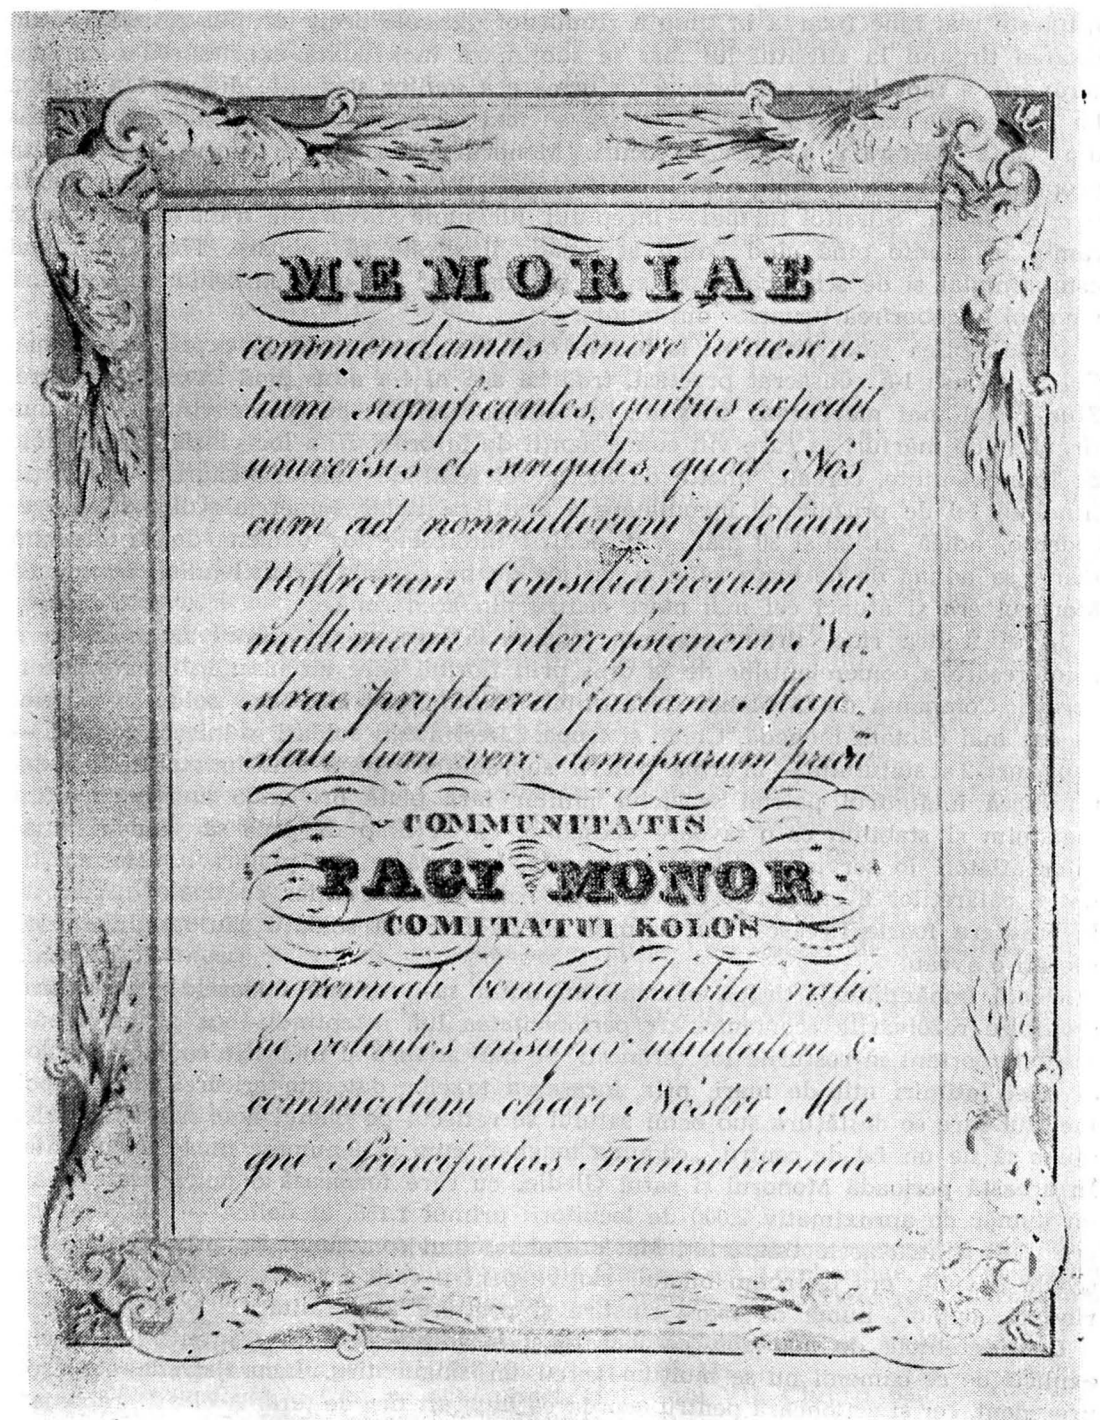 MEMORIAE
commendamus tenore praesen.
tium significantes, quibus expedit
universis et singulis, quod Nos
cum ad nonnullorum fidelium
Nostrorum Consiliariorum hu.
millimam intercessionem No.
strae propterea factam Maje.
stati, tum vero demissarum precū
COMMUNITATIS
PAGI MONOR
COMITATUI KOLO'S
ingremiati benigna habita ratio
ne, volentes insuper utilitatem &
commodum chari Nostri Ma.
gni Principatus Transilvaniae